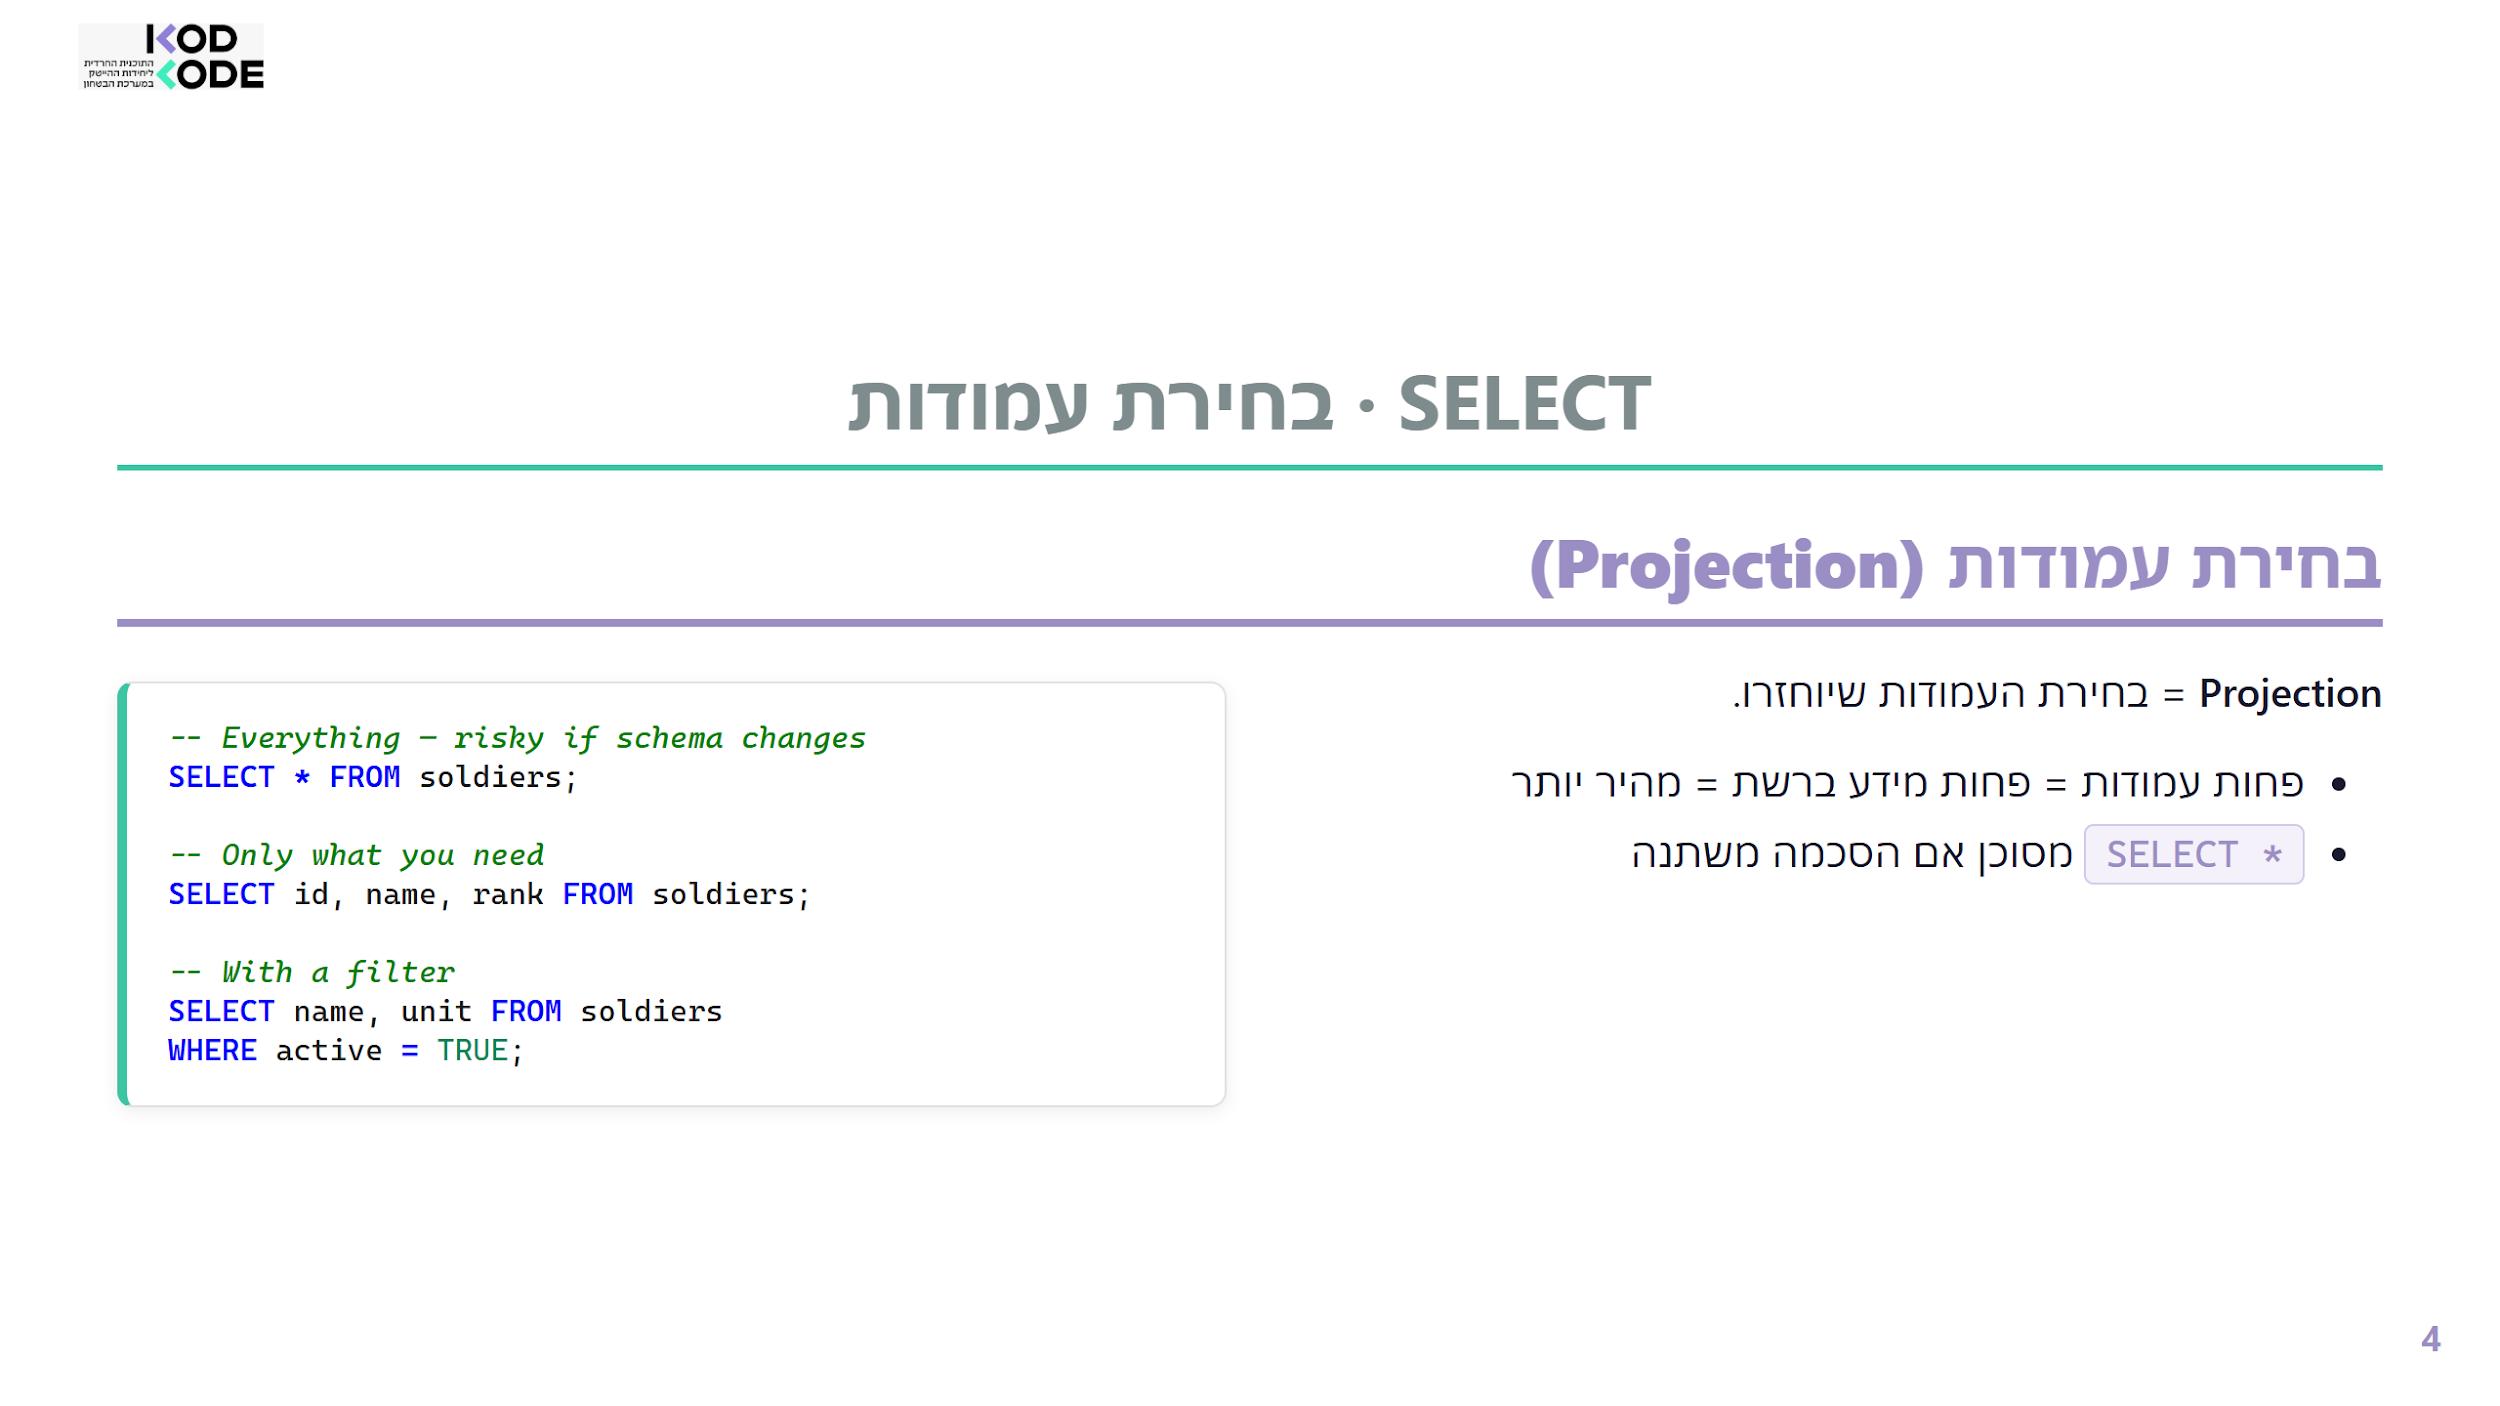 KOD
CODE
התוכנית החרדית
ליחידות ההייטק
במערכת הבטחון
SELECT · בחירת עמודות
בחירת עמודות (Projection)
Projection = בחירת העמודות שיוחזרו.
• פחות עמודות = פחות מידע ברשת = מהיר יותר
• SELECT * מסוכן אם הסכמה משתנה
-- Everything — risky if schema changes
SELECT * FROM soldiers;
-- Only what you need
SELECT id, name, rank FROM soldiers;
-- With a filter
SELECT name, unit FROM soldiers
WHERE active = TRUE;
4